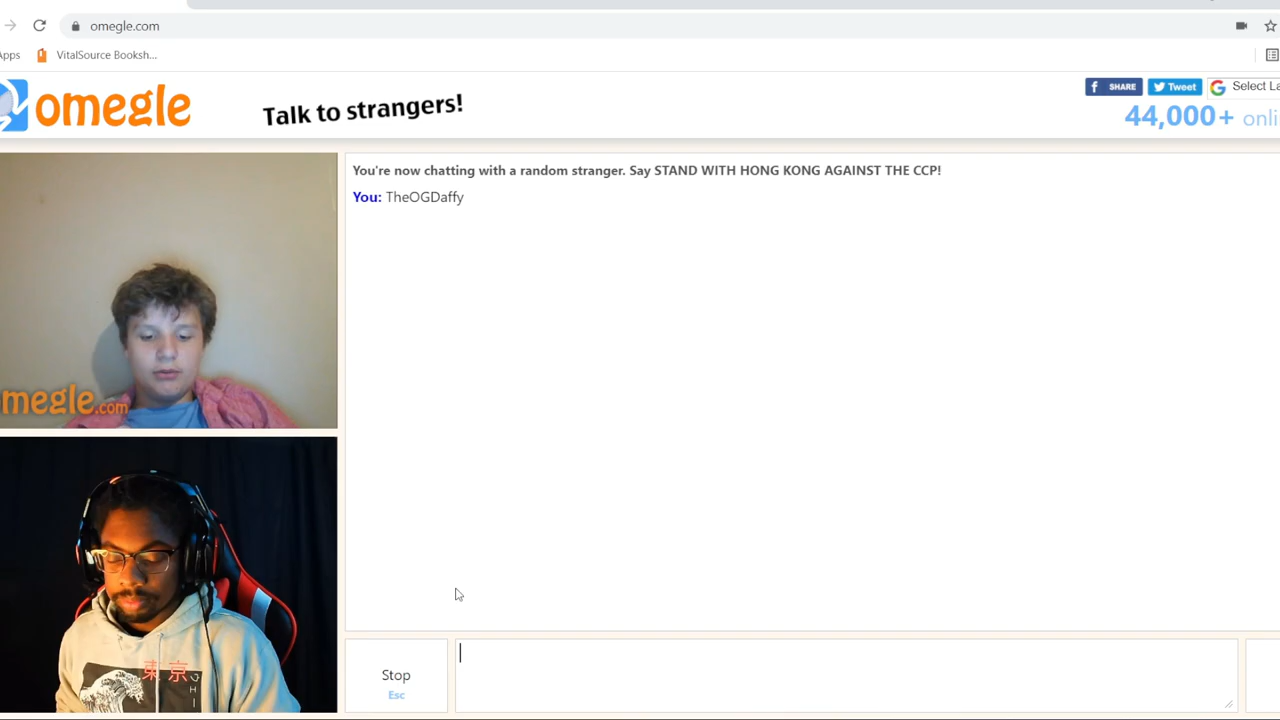 omegle.com
Apps
VitalSource Booksh...
omegle
Talk to strangers!
SHARE
Tweet
G Select La
44,000+ onli
You're now chatting with a random stranger. Say STAND WITH HONG KONG AGAINST THE CCP!
You: TheOGDaffy
megle.com
東京
Stop
Esc